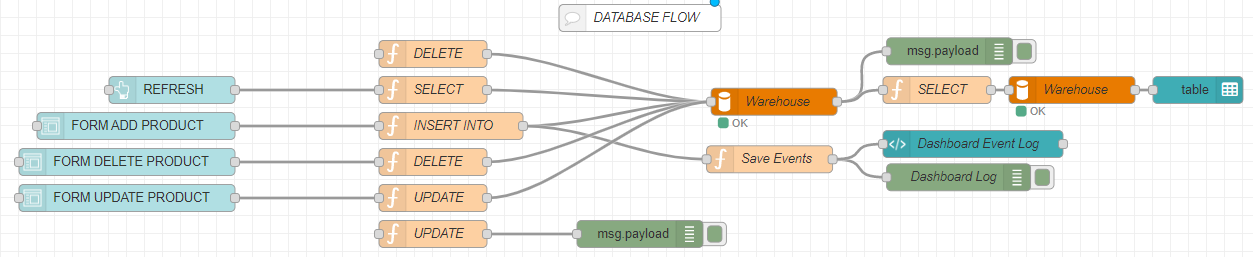 DATABASE FLOW
DELETE
msg.payload
REFRESH
SELECT
Warehouse
OK
SELECT
Warehouse
OK
table
FORM ADD PRODUCT
INSERT INTO
Save Events
Dashboard Event Log
Dashboard Log
FORM DELETE PRODUCT
DELETE
FORM UPDATE PRODUCT
UPDATE
UPDATE
msg.payload